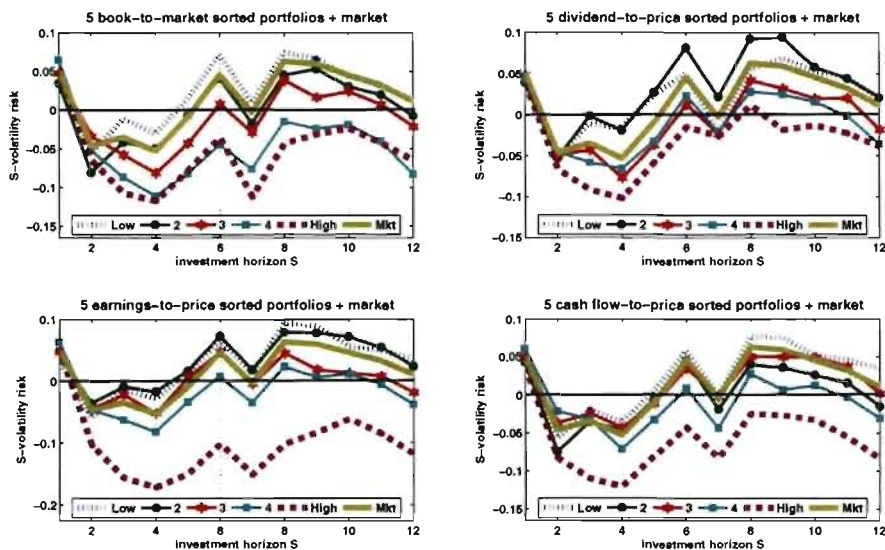 5 book-to-market sorted portfolios + market
0.1
0.05
0
-0.05
-0.1
-0.15
S-volatility risk
Low 2 3 4 High Mkt
2 4 6 8 10 12
investment horizon S
5 dividend-to-prica sorted portfolios + market
0.1
0.05
0
-0.05
-0.1
-0.15
S-volatility risk
Low 2 3 4 High Mkt
2 4 6 8 10 12
investment horizon S
5 earnings-to-price sorted portfolios + market
0.1
0
-0.1
-0.2
S-volatility risk
Low 2 3 4 High Mkt
2 4 6 8 10 12
investment horizon S
5 cash flow-to-prica sorted portfolios + market
0.1
0.05
0
-0.05
-0.1
-0.15
S-volatility risk
Low 2 3 4 High Mkt
2 4 6 8 10 12
investment horizon S